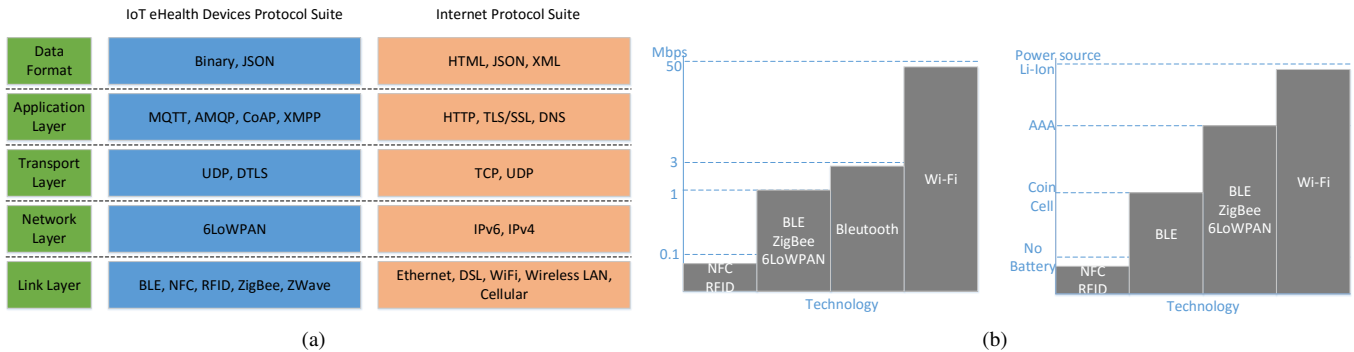 IoT eHealth Devices Protocol Suite
Internet Protocol Suite
Data
Format
Binary, JSON
HTML, JSON, XML
Application
Layer
MQTT, AMQP, CoAP, XMPP
HTTP, TLS/SSL, DNS
Transport
Layer
UDP, DTLS
TCP, UDP
Network
Layer
6LoWPAN
IPv6, IPv4
Link Layer
BLE, NFC, RFID, ZigBee, ZWave
Ethernet, DSL, WiFi, Wireless LAN,
Cellular
(a)
Mbps
50
3
1
0.1
NFC
RFID
BLE
ZigBee
6LoWPAN
Bleutooth
Wi-Fi
Technology
Power source
Li-Ion
AAA
Coin
Cell
No
Battery
NFC
RFID
BLE
BLE
ZigBee
6LoWPAN
Wi-Fi
Technology
(b)